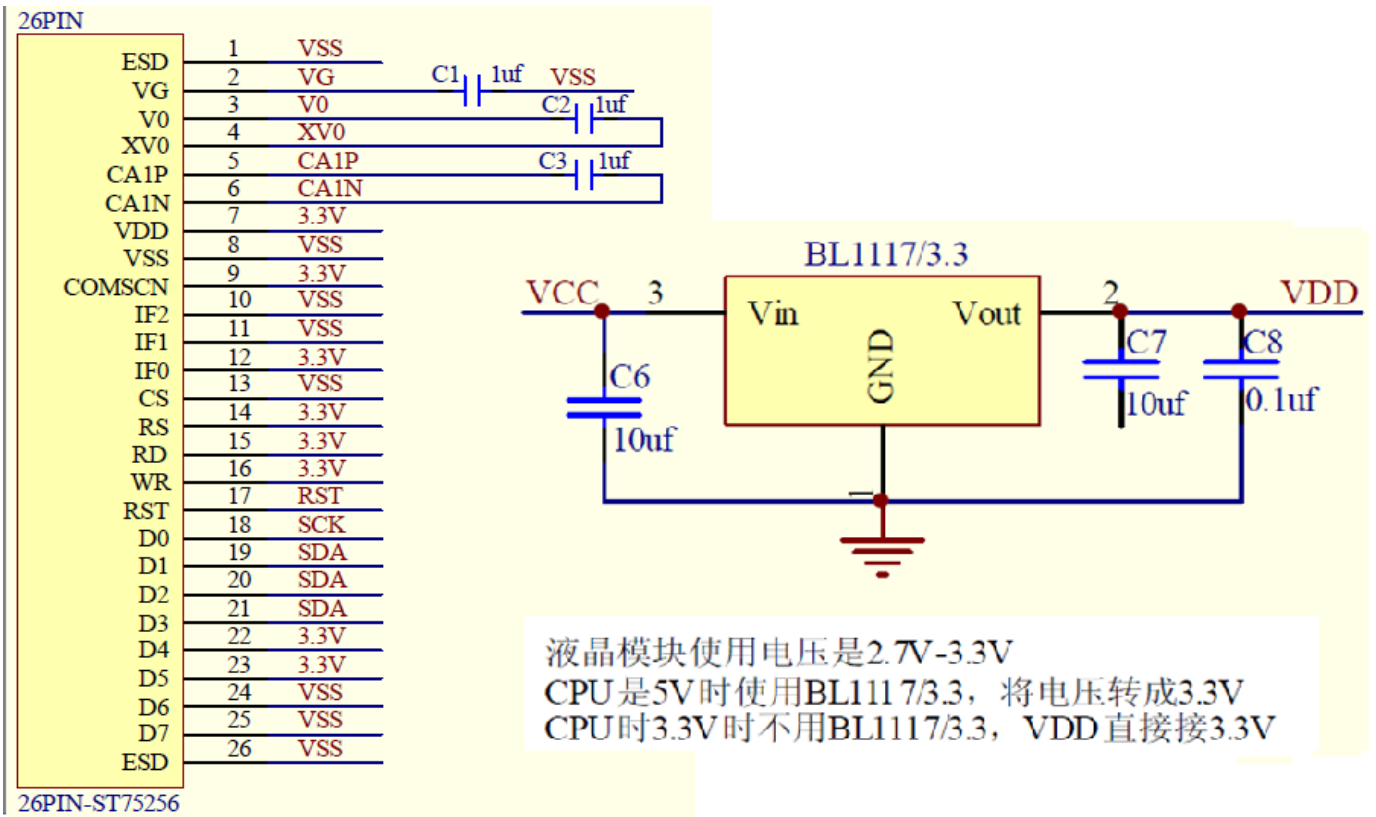 26PIN
ESD 1 VSS
VG 2 VG C1 1uf VSS
V0 3 V0 C2 1uf
XV0 4 XV0
CA1P 5 CA1P C3 1uf
CA1N 6 CA1N
VDD 7 3.3V
VSS 8 VSS
COMSCN 9 3.3V
IF2 10 VSS
IF1 11 VSS
IF0 12 3.3V
CS 13 VSS
RS 14 3.3V
RD 15 3.3V
WR 16 3.3V
RST 17 RST
D0 18 SCK
D1 19 SDA
D2 20 SDA
D3 21 SDA
D4 22 3.3V
D5 23 3.3V
D6 24 VSS
D7 25 VSS
ESD 26 VSS
26PIN-ST75256
BL1117/3.3
VCC 3 Vin Vout 2 VDD
GND
C6 10uf
C7 10uf
C8 0.1uf
1
液晶模块使用电压是2.7V-3.3V
CPU是5V时使用BL1117/3.3，将电压转成3.3V
CPU时3.3V时不用BL1117/3.3，VDD直接接3.3V